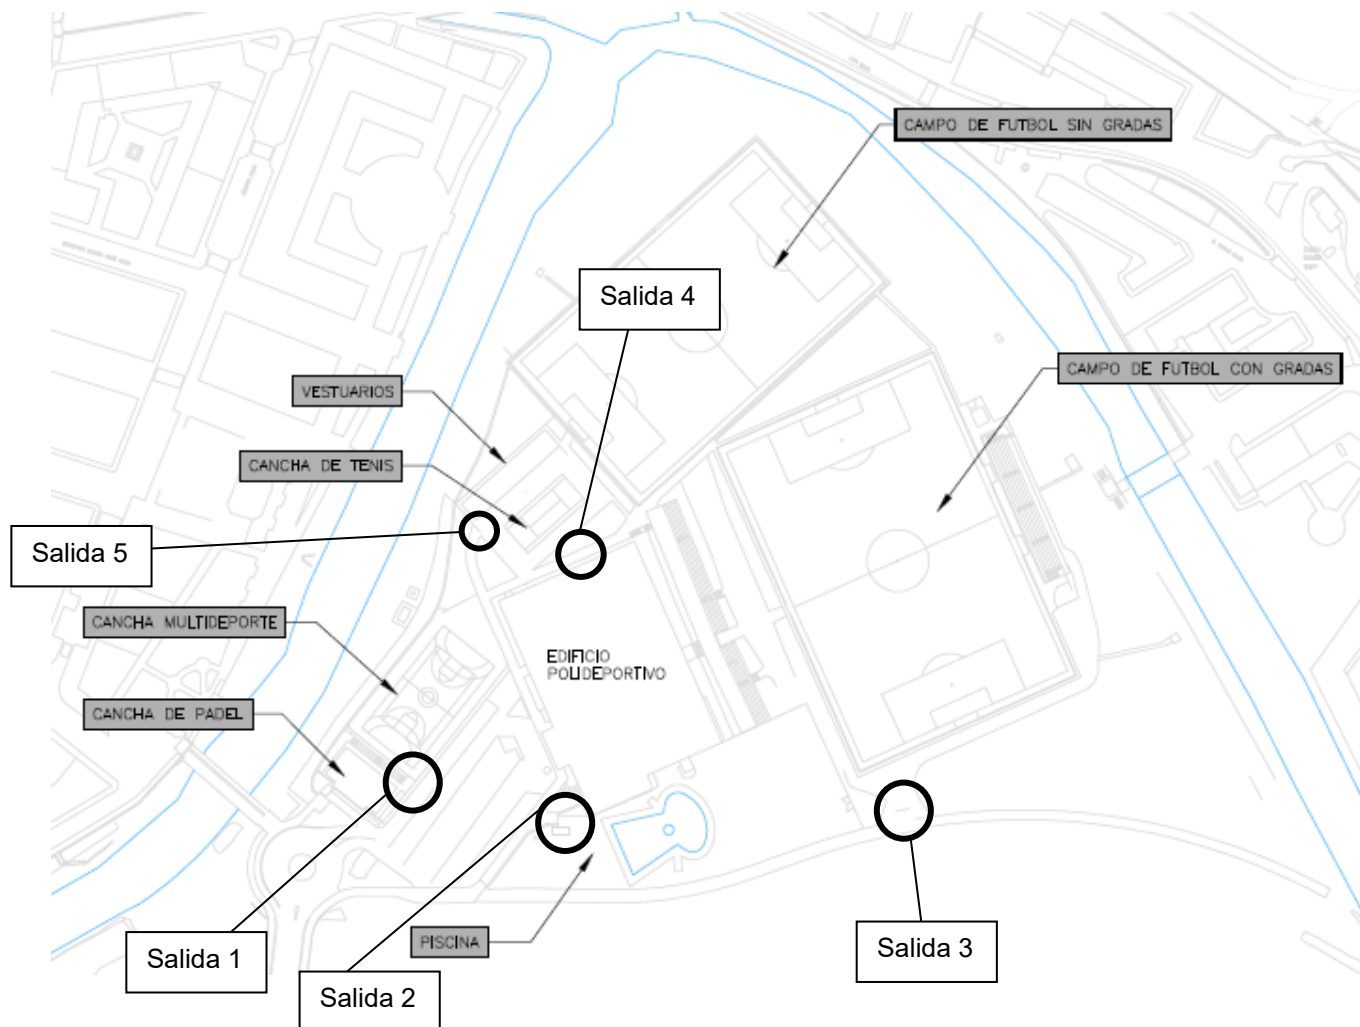 CAMPO DE FUTBOL SIN GRADAS
Salida 4
CAMPO DE FUTBOL CON GRADAS
VESTUARIOS
CANCHA DE TENIS
Salida 5
CANCHA MULTIDEPORTE
EDIFICIO
POLIDEPORTIVO
CANCHA DE PADEL
PISCINA
Salida 3
Salida 1
Salida 2